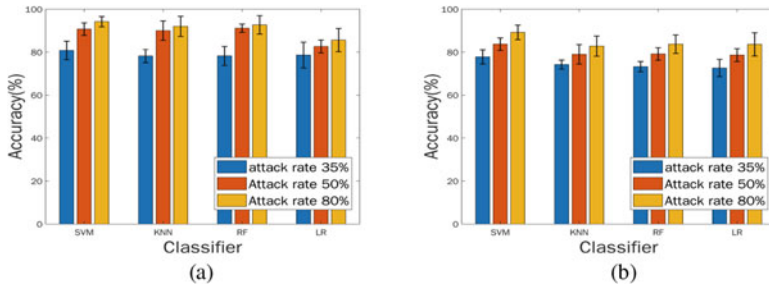 Accuracy(%)
100
80
60
40
20
0
attack rate 35%
Attack rate 50%
Attack rate 80%
SVM KNN RF LR
Classifier
(a)
Accuracy(%)
100
80
60
40
20
0
attack rate 35%
Attack rate 50%
Attack rate 80%
SVM KNN RF LR
Classifier
(b)